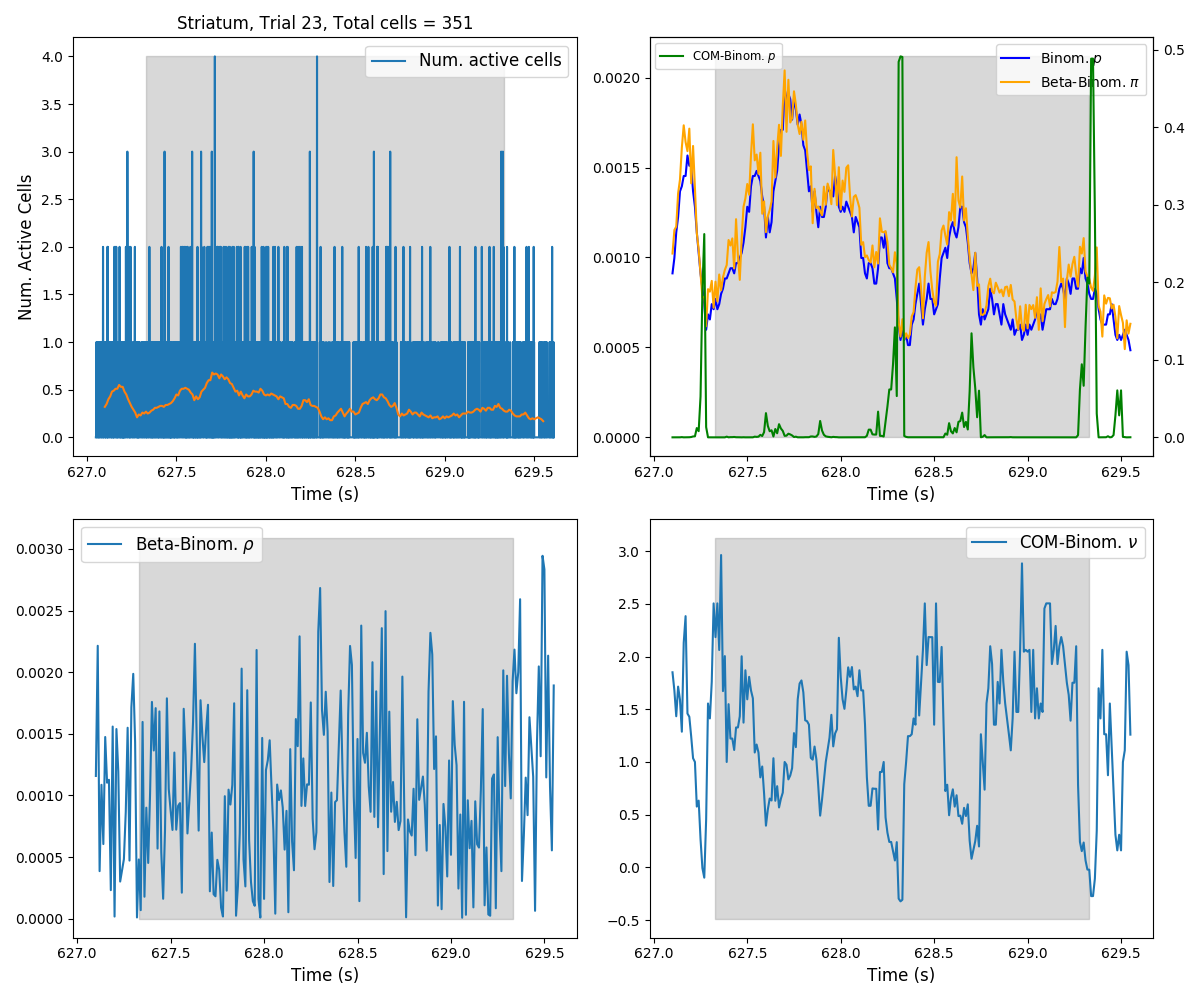 Striatum, Trial 23, Total cells = 351
Num. active cells
4.0
3.5
3.0
2.5
2.0
1.5
1.0
0.5
0.0
Num. Active Cells
627.0 627.5 628.0 628.5 629.0 629.5
Time (s)
COM-Binom. p
Binom. p
Beta-Binom. π
0.0020
0.0015
0.0010
0.0005
0.0000
0.5
0.4
0.3
0.2
0.1
0.0
627.0 627.5 628.0 628.5 629.0 629.5
Time (s)
Beta-Binom. ρ
0.0030
0.0025
0.0020
0.0015
0.0010
0.0005
0.0000
627.0 627.5 628.0 628.5 629.0 629.5
Time (s)
COM-Binom. ν
3.0
2.5
2.0
1.5
1.0
0.5
0.0
−0.5
627.0 627.5 628.0 628.5 629.0 629.5
Time (s)